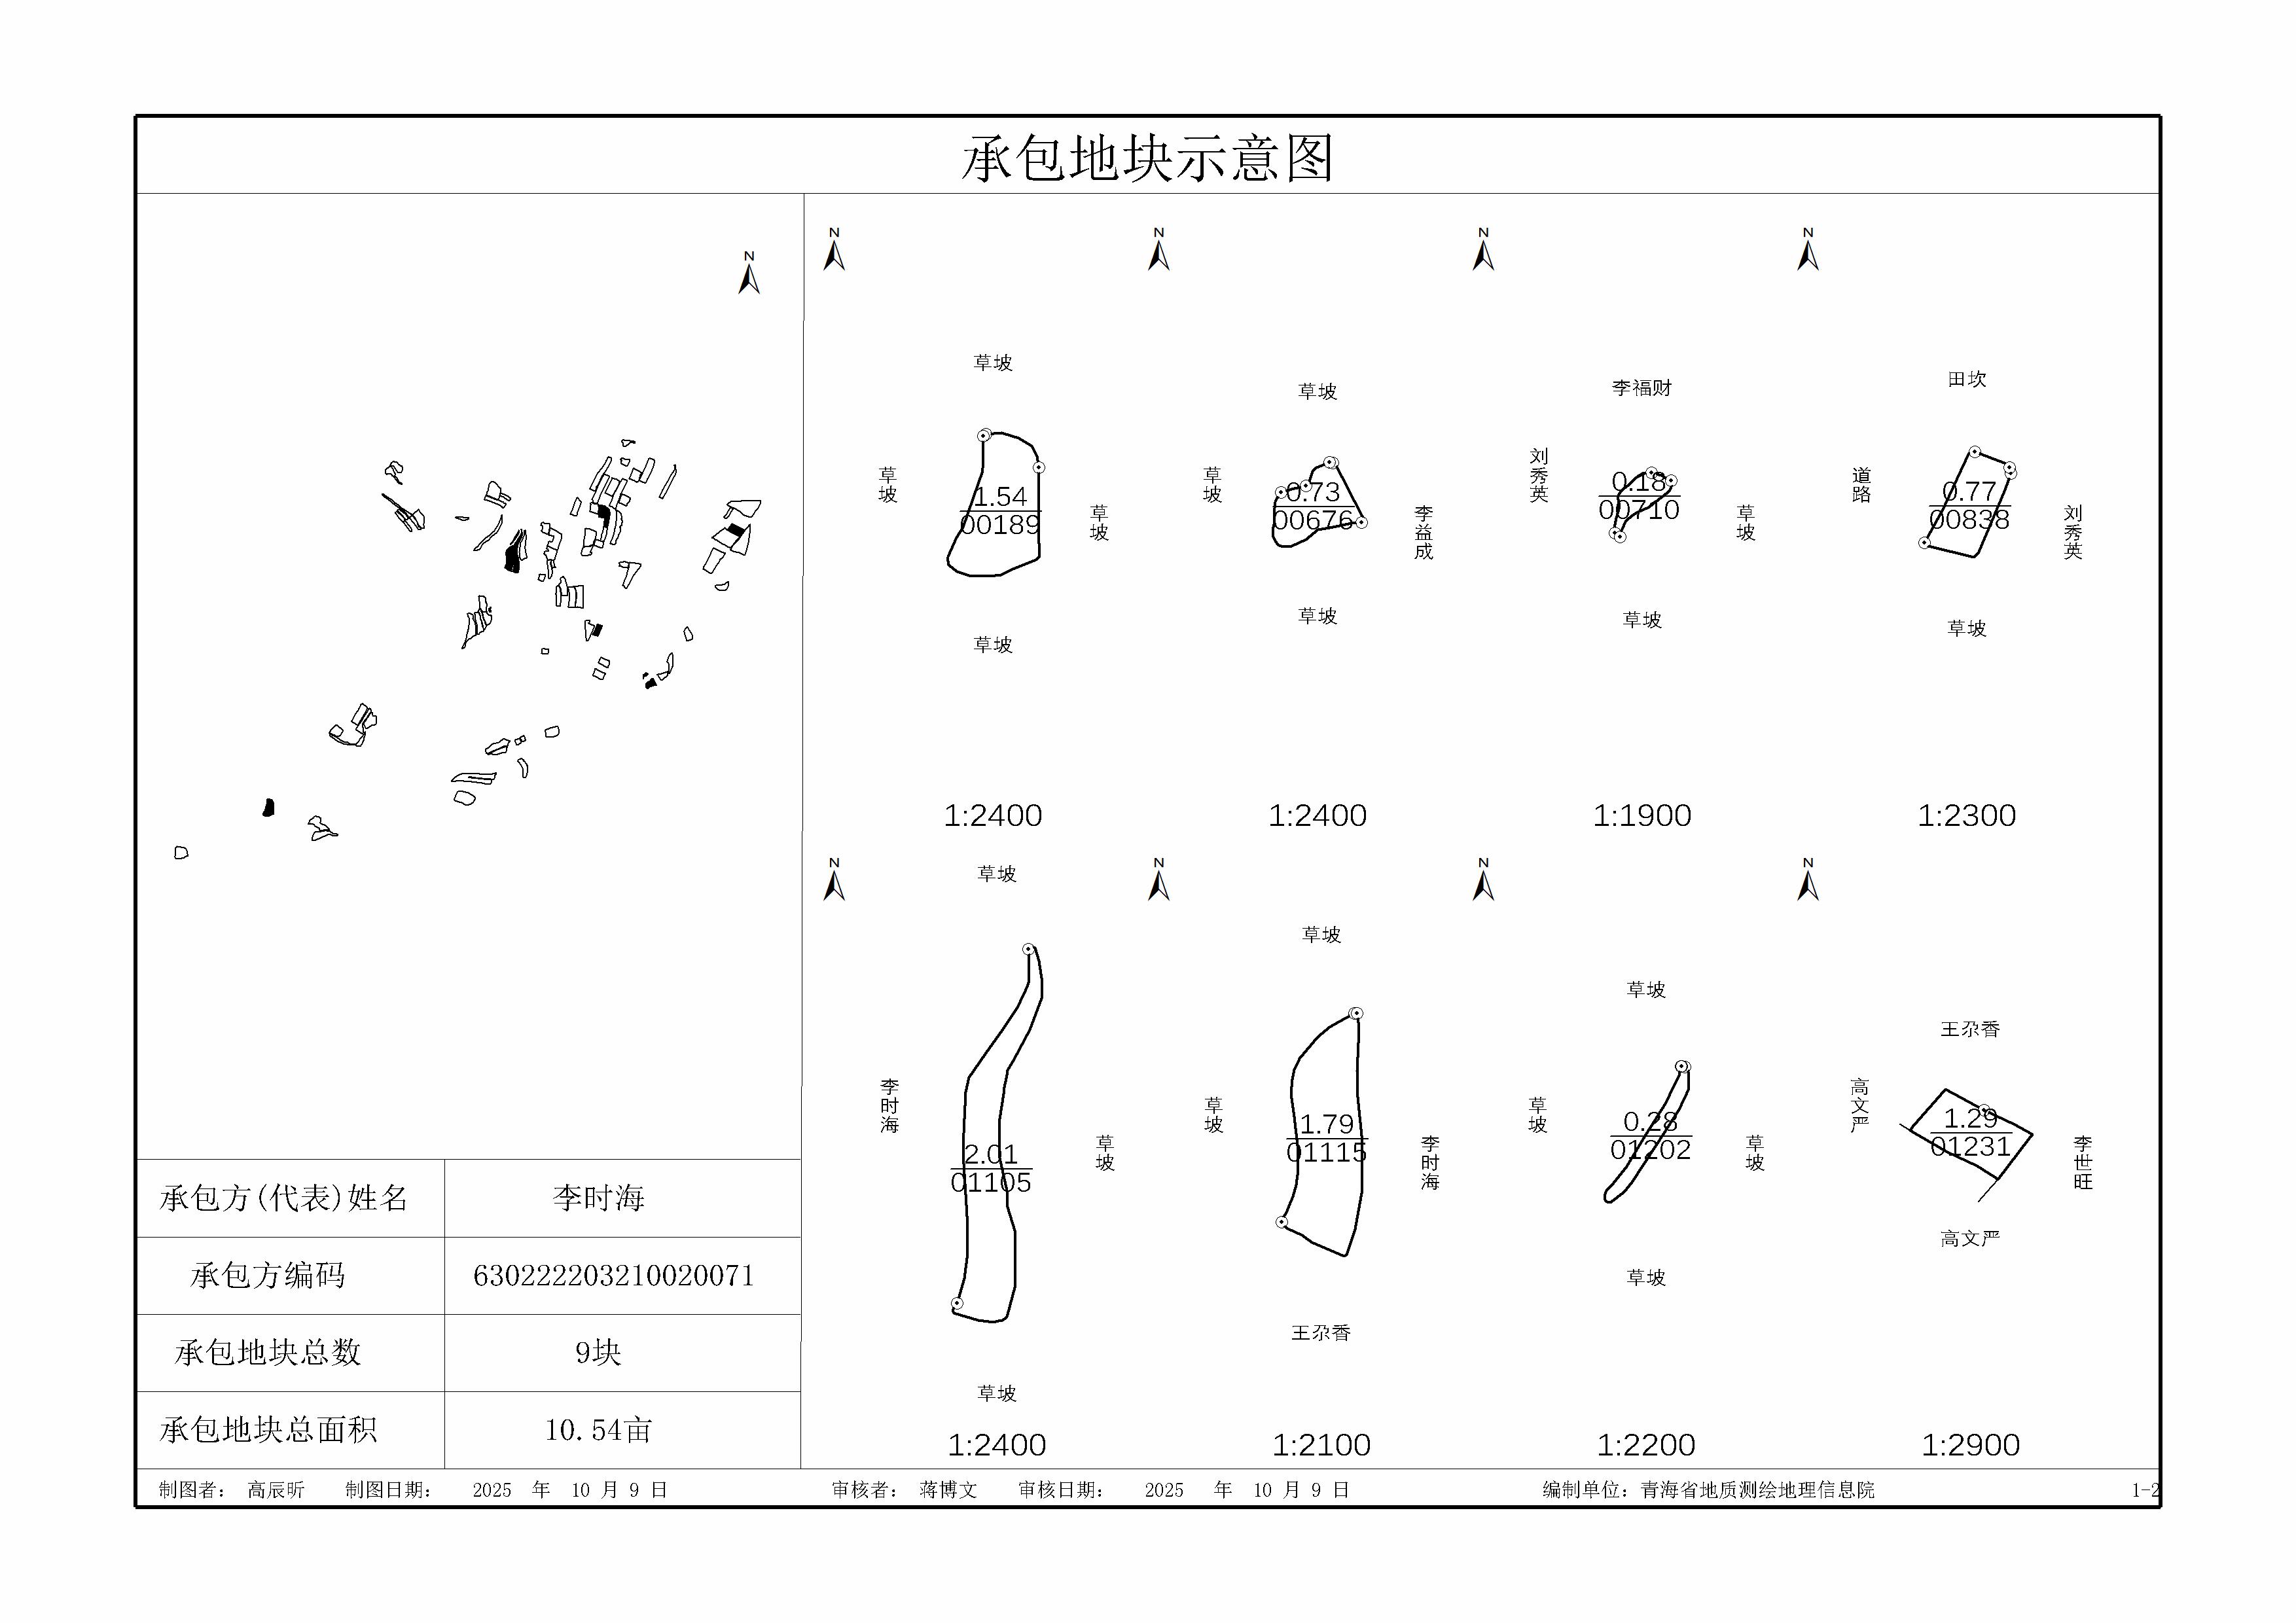 承包地块示意图
N
N
N
N
N
草坡
草坡
草坡
1.54
00189
草坡
1:2400
草坡
草坡
李益成
0.73
00676
草坡
1:2400
李福财
刘秀英
草坡
0.18
00710
草坡
1:1900
田坎
道路
刘秀英
0.77
00838
草坡
1:2300
N
N
N
N
草坡
李时海
草坡
2.01
01105
草坡
1:2400
草坡
草坡
李时海
1.79
01115
王尕香
1:2100
草坡
草坡
草坡
0.28
01202
草坡
1:2200
王尕香
高文严
李世旺
1.29
01231
高文严
1:2900
承包方(代表)姓名 李时海
承包方编码 630222203210020071
承包地块总数 9块
承包地块总面积 10.54亩
制图者： 高辰昕 制图日期： 2025 年 10 月 9 日 审核者： 蒋博文 审核日期： 2025 年 10 月 9 日 编制单位：青海省地质测绘地理信息院 1-2